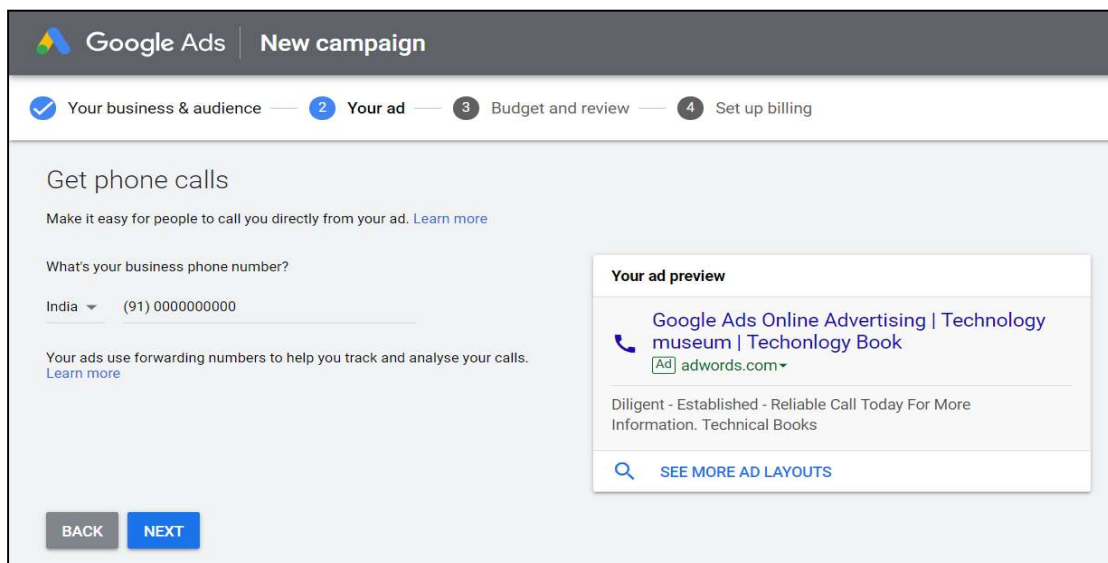 Google Ads New campaign
Your business & audience 2 Your ad 3 Budget and review 4 Set up billing
Get phone calls
Make it easy for people to call you directly from your ad. Learn more
What's your business phone number?
India (91) 0000000000
Your ads use forwarding numbers to help you track and analyse your calls.
Learn more
Your ad preview
Google Ads Online Advertising | Technology
museum | Techonlogy Book
Ad adwords.com
Diligent - Established - Reliable Call Today For More
Information. Technical Books
SEE MORE AD LAYOUTS
BACK NEXT